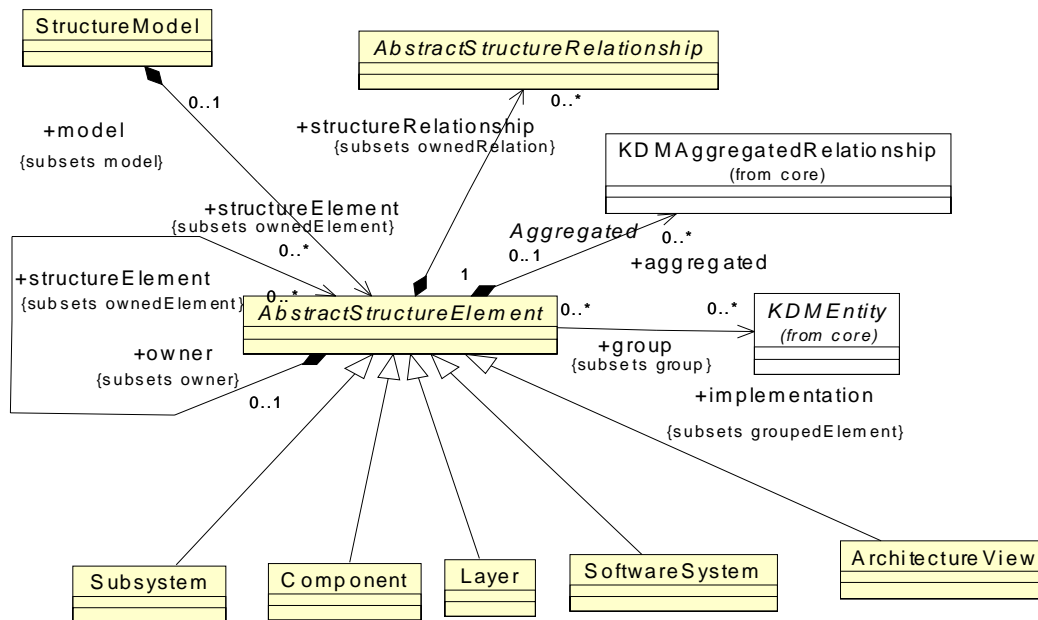 StructureModel
AbstractStructureRelationship
0..1
0..*
+model
{subsets model}
+structureRelationship
{subsets ownedRelation}
KDMAggregatedRelationship
(from core)
+structureElement
{subsets ownedElement}
0..*
Aggregated
0..1
0..*
+aggregated
1
+structureElement
{subsets ownedElement}
0..*
AbstractStructureElement
0..*
0..*
KDMEntity
(from core)
+group
{subsets group}
+owner
{subsets owner}
0..1
+implementation
{subsets groupedElement}
Subsystem
Component
Layer
SoftwareSystem
ArchitectureView